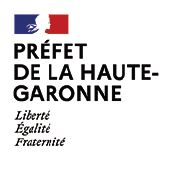 PRÉFET
DE LA HAUTE-
GARONNE
Liberté
Égalité
Fraternité